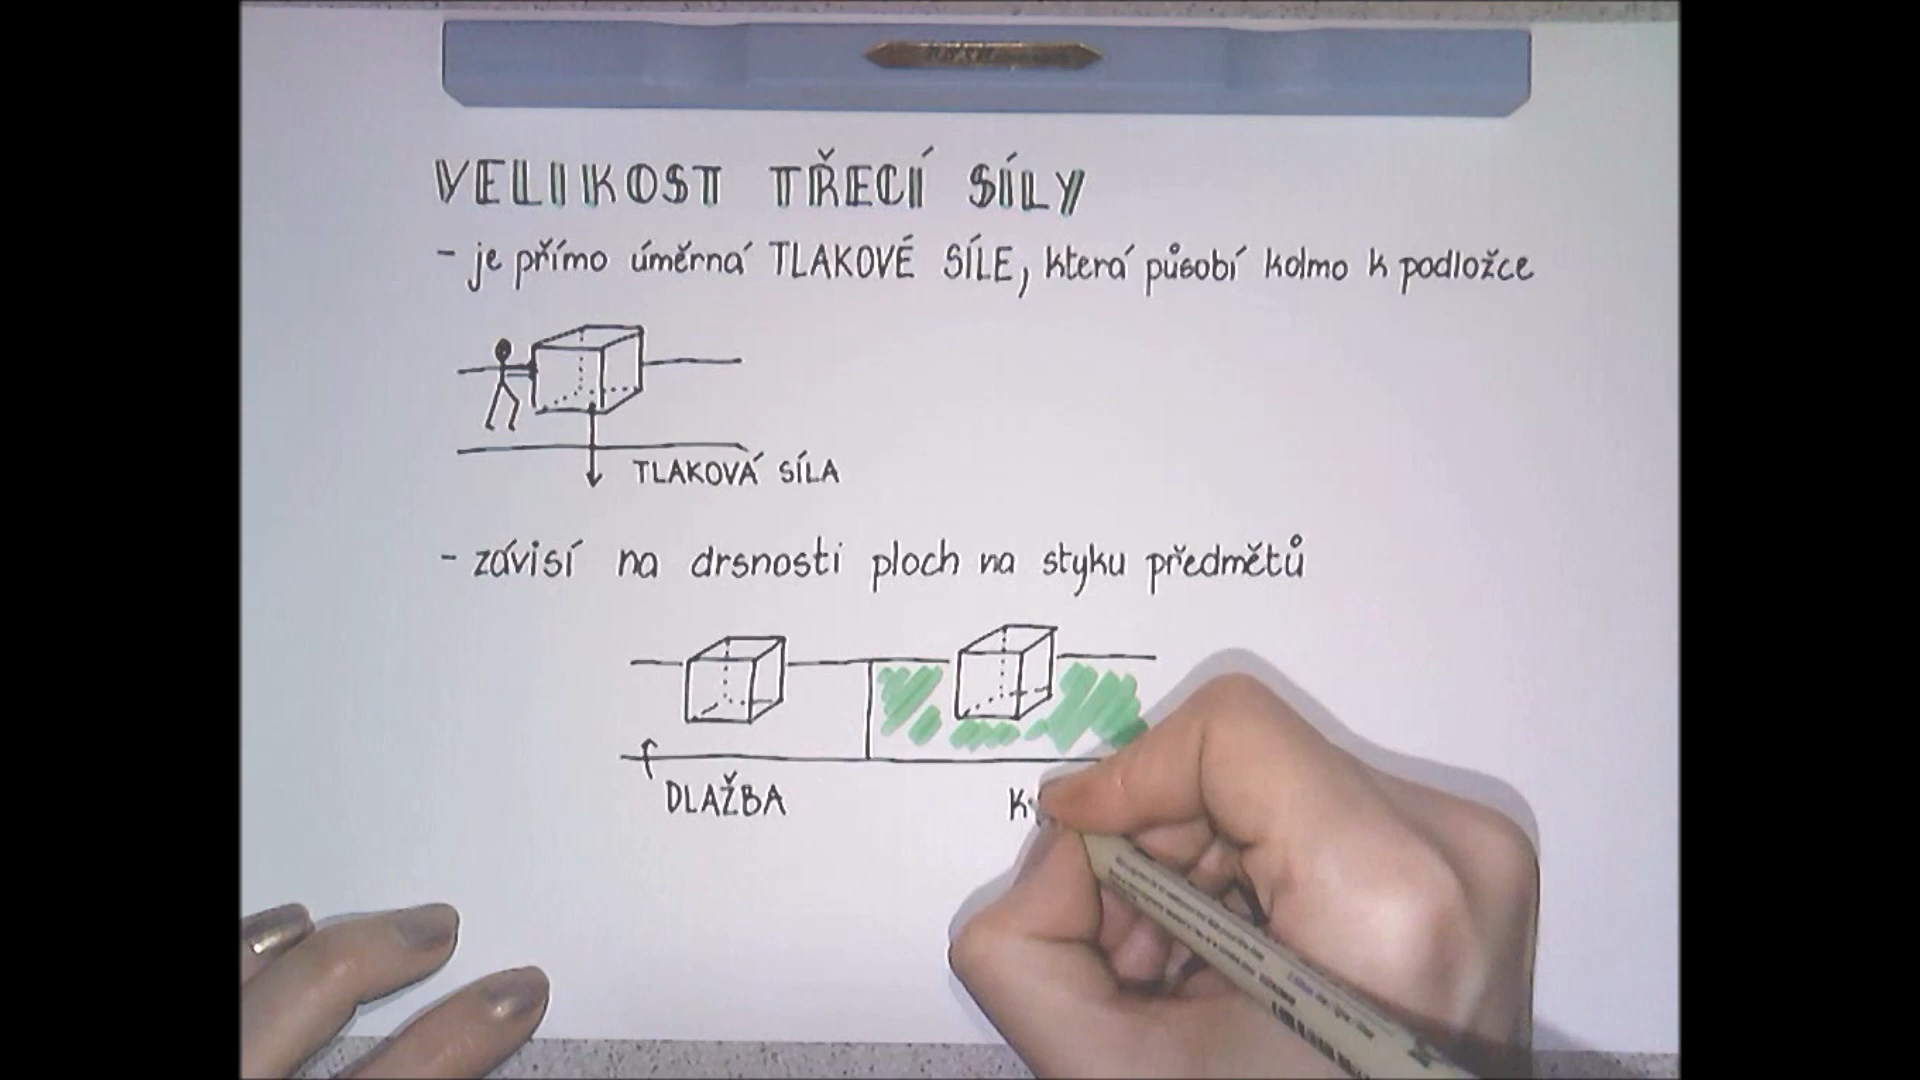 VELIKOST TŘECÍ SÍLY
- je přímo úměrná TLAKOVÉ SÍLE, která působí kolmo k podložce
TLAKOVÁ SÍLA
- závisí na drsnosti ploch na styku předmětů
DLAŽBA